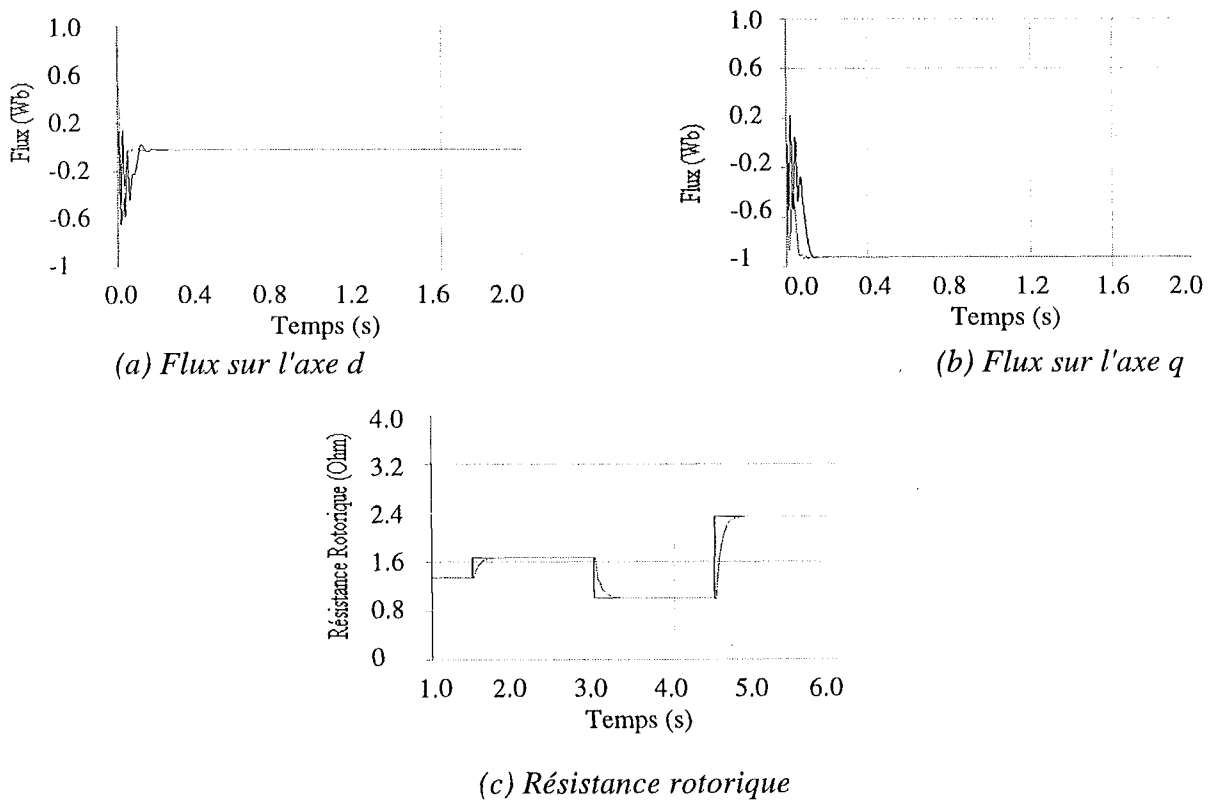 1.0
0.6
0.2
-0.2
-0.6
-1
Flux (Wb)
0.0 0.4 0.8 1.2 1.6 2.0
Temps (s)
(a) Flux sur l'axe d
1.0
0.6
0.2
-0.2
-0.6
-1
Flux (Wb)
0.0 0.4 0.8 1.2 1.6 2.0
Temps (s)
(b) Flux sur l'axe q
4.0
3.2
2.4
1.6
0.8
0
Résistance Rotorique (Ohm)
1.0 2.0 3.0 4.0 5.0 6.0
Temps (s)
(c) Résistance rotorique